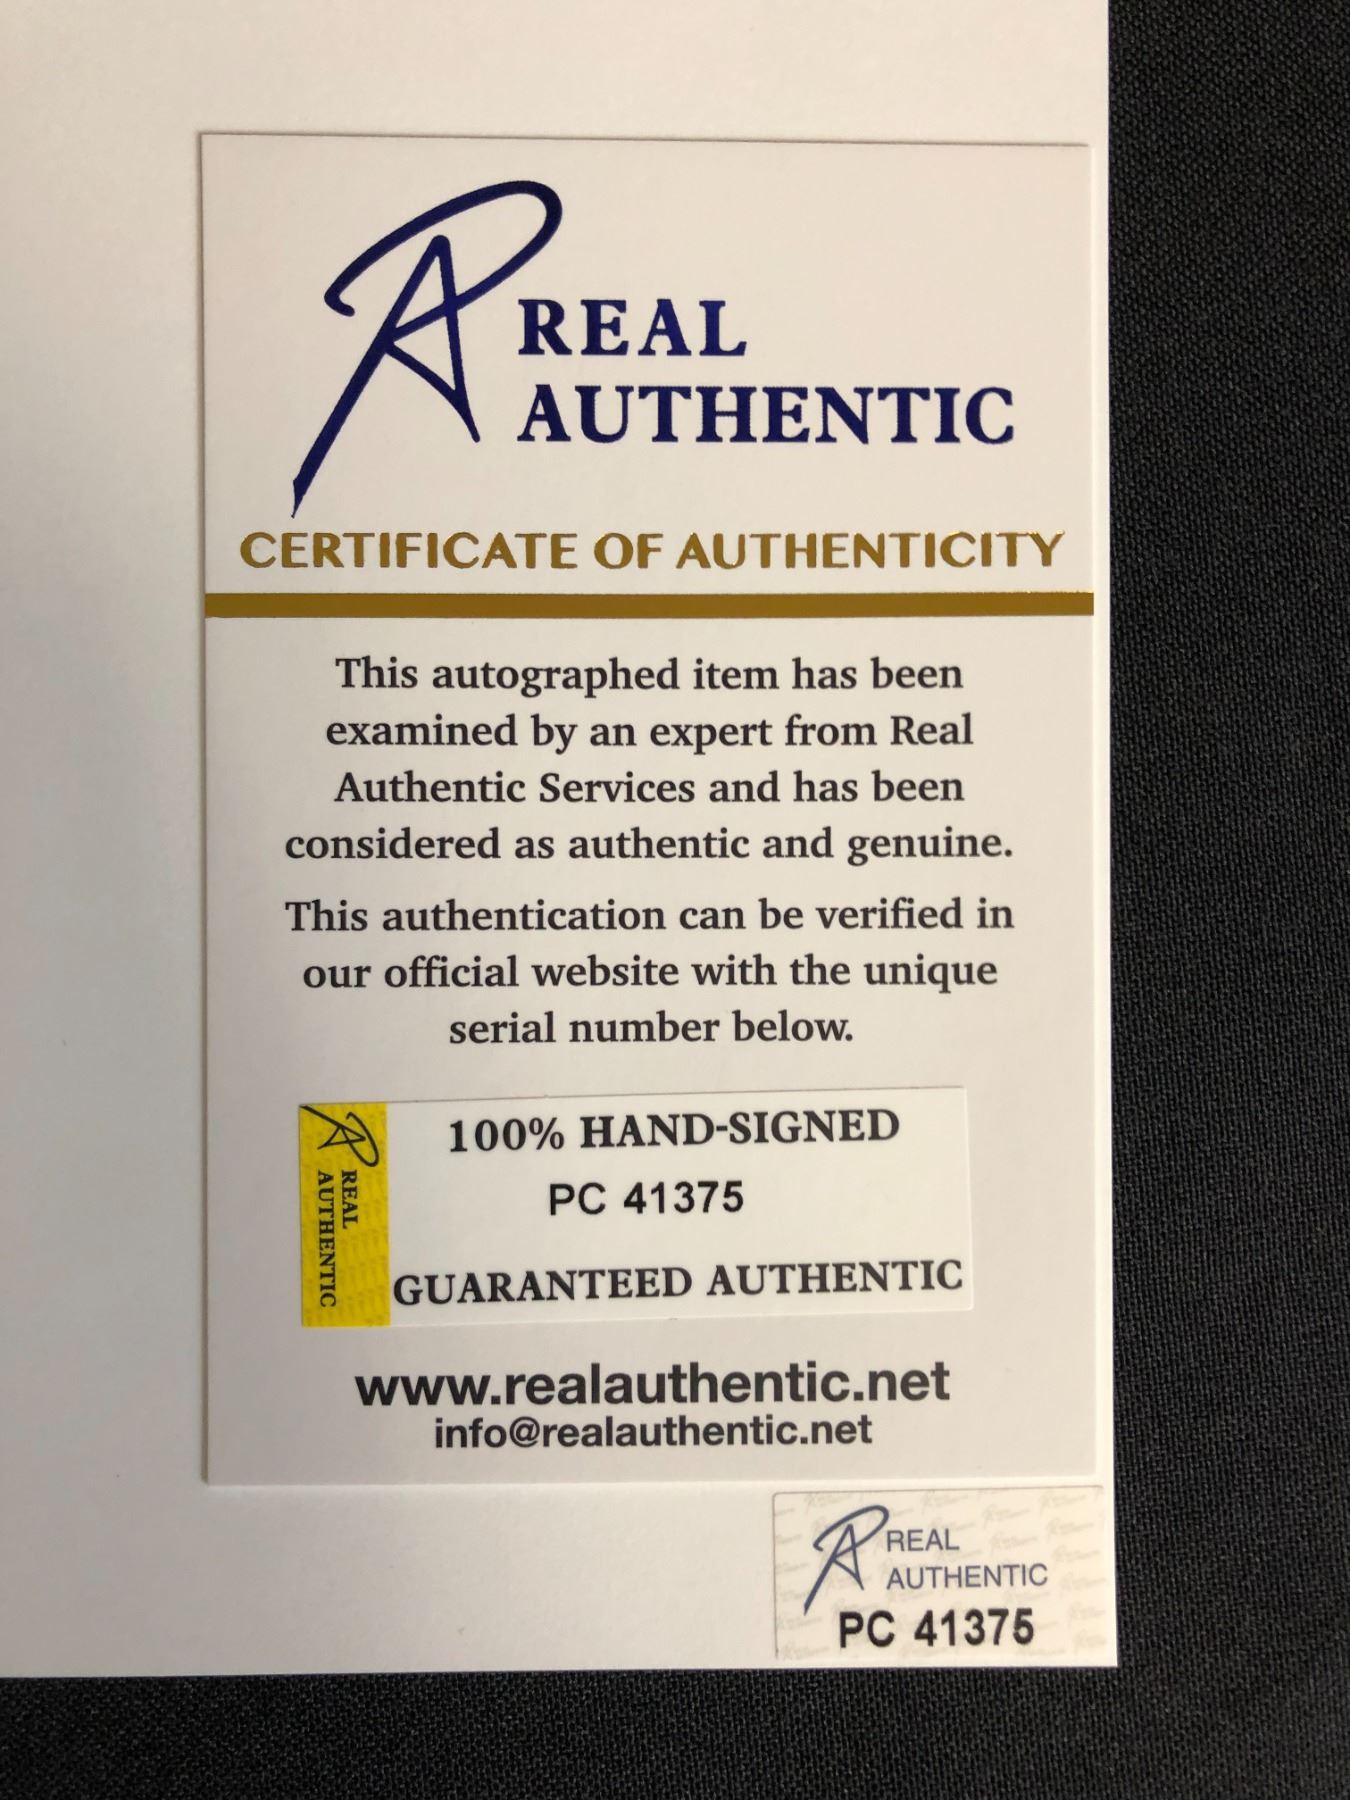 REAL
AUTHENTIC
CERTIFICATE OF AUTHENTICITY
This autographed item has been
examined by an expert from Real
Authentic Services and has been
considered as authentic and genuine.
This authentication can be verified in
our official website with the unique
serial number below.
REAL
AUTHENTIC
100% HAND-SIGNED
PC 41375
GUARANTEED AUTHENTIC
www.realauthentic.net
info@realauthentic.net
REAL
AUTHENTIC
PC 41375